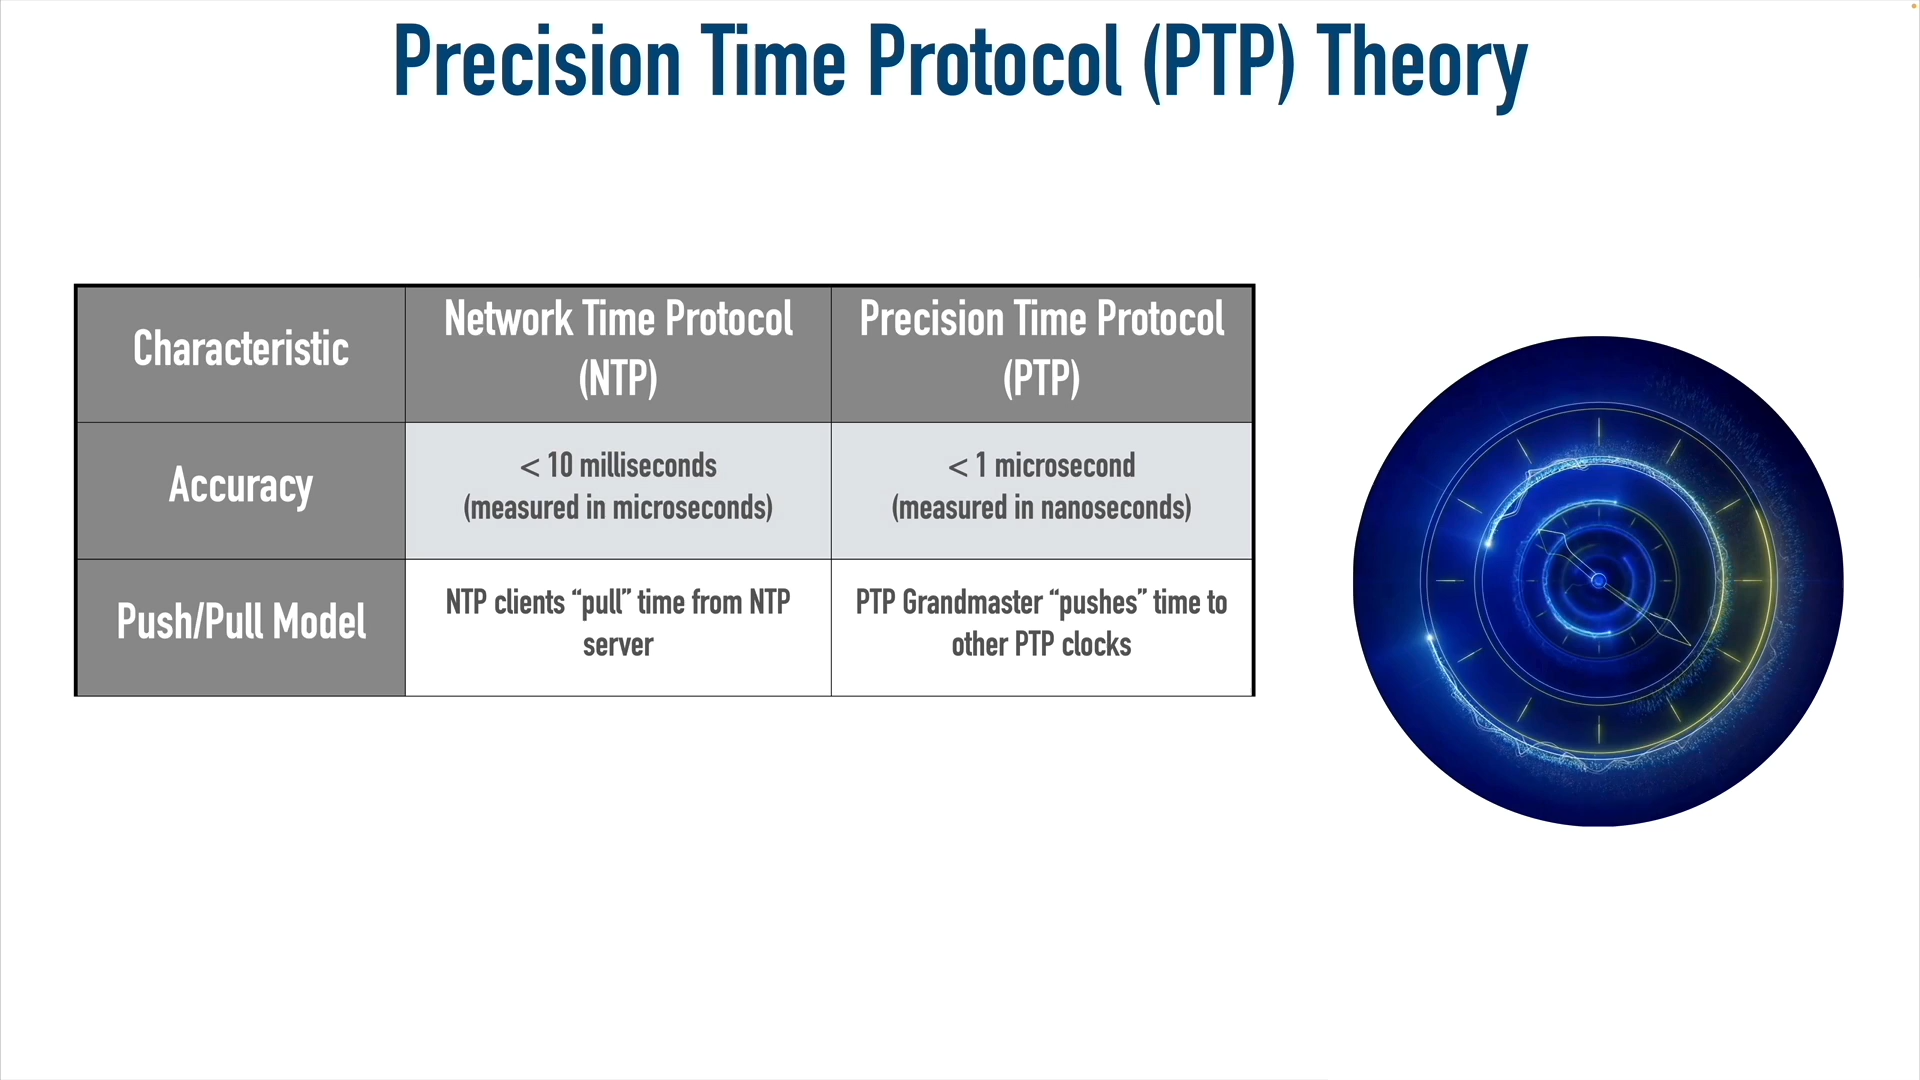 Precision Time Protocol (PTP) Theory
Characteristic
Network Time Protocol
(NTP)
Precision Time Protocol
(PTP)
Accuracy
< 10 milliseconds
(measured in microseconds)
< 1 microsecond
(measured in nanoseconds)
Push/Pull Model
NTP clients “pull” time from NTP
server
PTP Grandmaster “pushes” time to
other PTP clocks